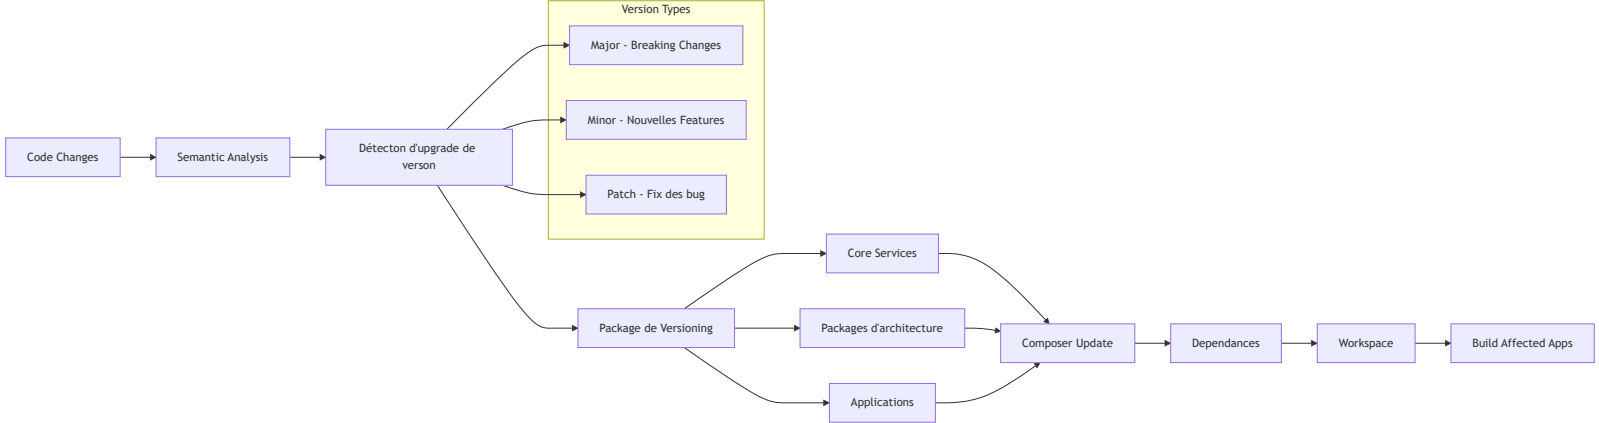 Version Types
Major - Breaking Changes
Minor - Nouvelles Features
Patch - Fix des bug
Code Changes
Semantic Analysis
Détecton d'upgrade de
verson
Package de Versioning
Core Services
Packages d'architecture
Applications
Composer Update
Dependances
Workspace
Build Affected Apps